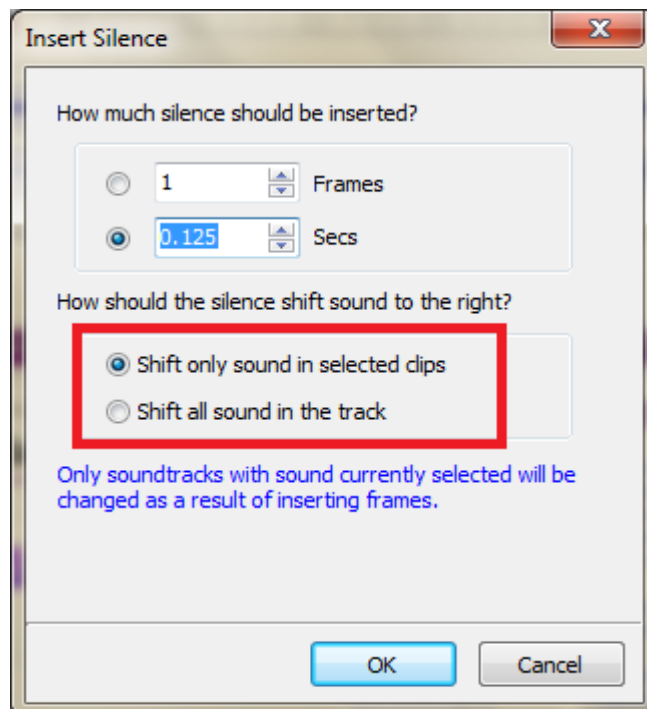 Insert Silence
How much silence should be inserted?
1 Frames
0.125 Secs
How should the silence shift sound to the right?
Shift only sound in selected clips
Shift all sound in the track
Only soundtracks with sound currently selected will be
changed as a result of inserting frames.
OK Cancel